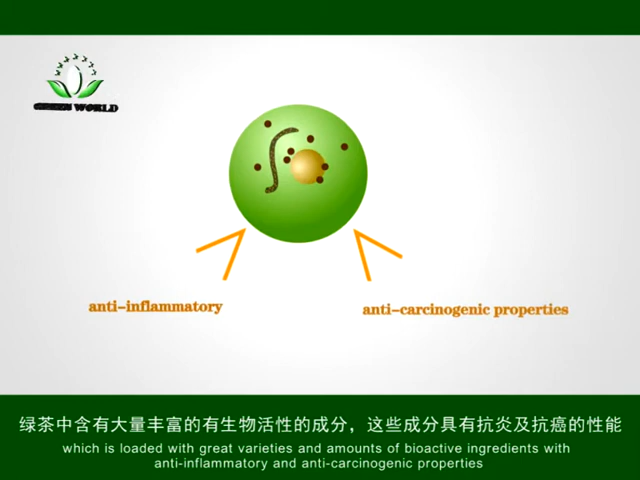 GREEN WORLD
anti-inflammatory
anti-carcinogenic properties
绿茶中含有大量丰富的有生物活性的成分，这些成分具有抗炎及抗癌的性能
which is loaded with great varieties and amounts of bioactive ingredients with
anti-inflammatory and anti-carcinogenic properties